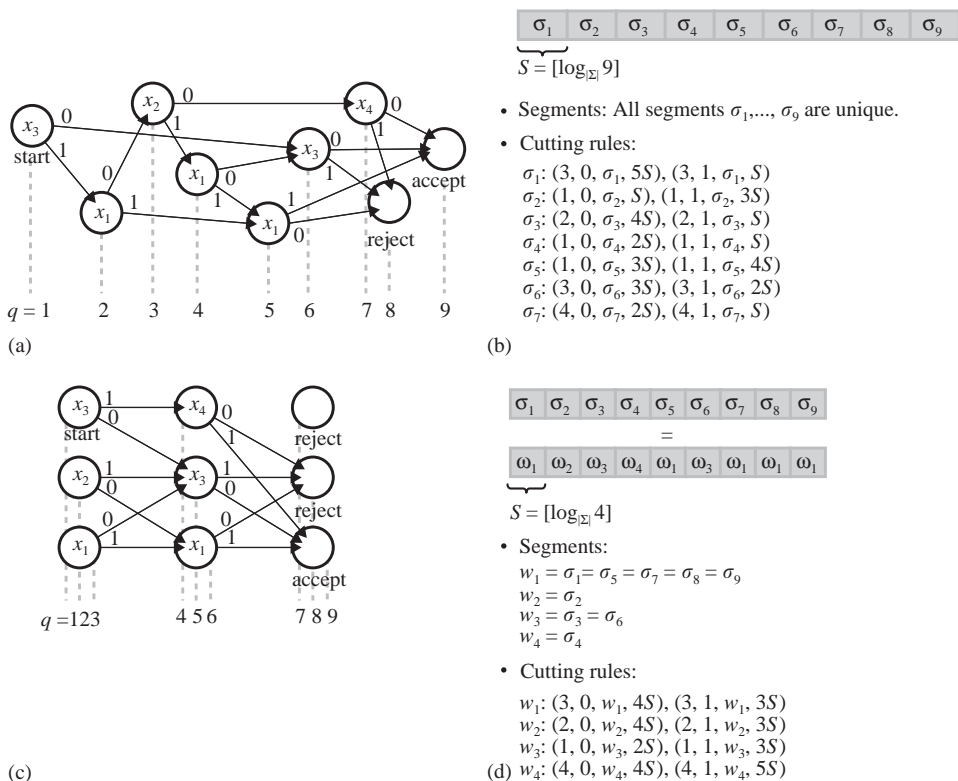 (a)
x3 start 0 1
x2 0 1
x4 0 1
x1 0 1
x1 0 1
x3 0 1
x1 1 0
accept
reject
q = 1 2 3 4 5 6 7 8 9
(b)
σ1 σ2 σ3 σ4 σ5 σ6 σ7 σ8 σ9
S = [log|Σ| 9]
• Segments: All segments σ1,..., σ9 are unique.
• Cutting rules:
σ1: (3, 0, σ1, 5S), (3, 1, σ1, S)
σ2: (1, 0, σ2, S), (1, 1, σ2, 3S)
σ3: (2, 0, σ3, 4S), (2, 1, σ3, S)
σ4: (1, 0, σ4, 2S), (1, 1, σ4, S)
σ5: (1, 0, σ5, 3S), (1, 1, σ5, 4S)
σ6: (3, 0, σ6, 3S), (3, 1, σ6, 2S)
σ7: (4, 0, σ7, 2S), (4, 1, σ7, S)
(c)
x3 1 0 x4 0 1
start reject
x2 1 0 x3 1 0
reject
x1 0 1 x1 0 1
accept
q =123 4 5 6 7 8 9
(d)
σ1 σ2 σ3 σ4 σ5 σ6 σ7 σ8 σ9
=
ω1 ω2 ω3 ω4 ω1 ω3 ω1 ω1 ω1
S = [log|Σ| 4]
• Segments:
w1 = σ1= σ5 = σ7 = σ8 = σ9
w2 = σ2
w3 = σ3 = σ6
w4 = σ4
• Cutting rules:
w1: (3, 0, w1, 4S), (3, 1, w1, 3S)
w2: (2, 0, w2, 4S), (2, 1, w2, 3S)
w3: (1, 0, w3, 2S), (1, 1, w3, 3S)
w4: (4, 0, w4, 4S), (4, 1, w4, 5S)